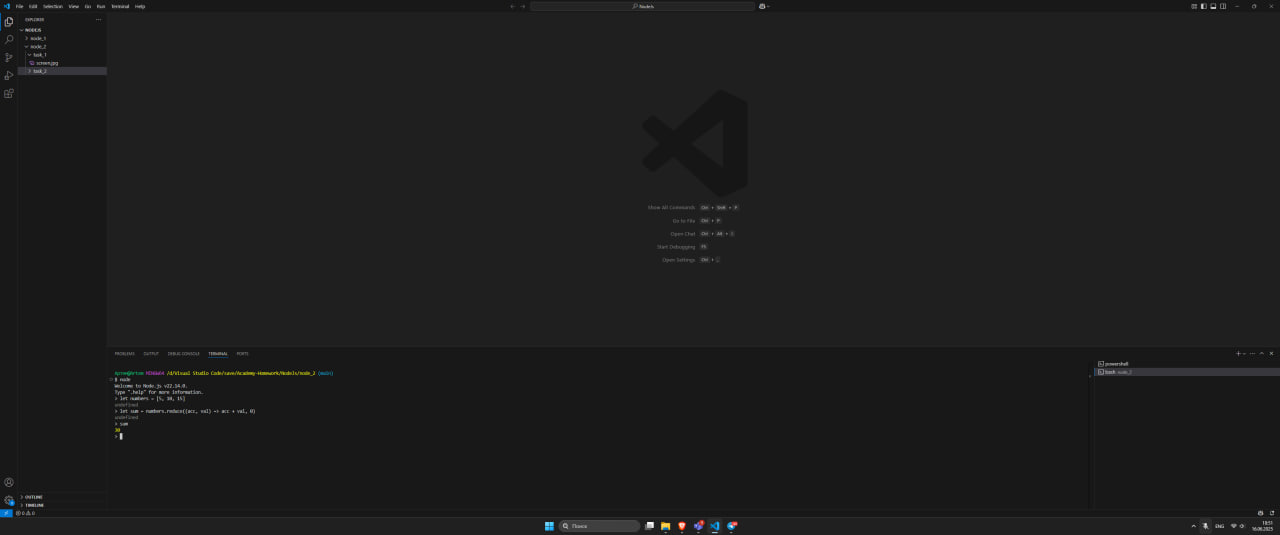 File Edit Selection View Go Run Terminal Help
NodeJs
EXPLORER
NODEJS
node_1
node_2
task_1
screen.jpg
task_2
Show All Commands Ctrl + Shift + P
Go to File Ctrl + P
Open Chat Ctrl + Alt + I
Start Debugging F5
Open Settings Ctrl + ,
PROBLEMS OUTPUT DEBUG CONSOLE TERMINAL PORTS
MINGW64 /d/Visual Studio Code/save/Academy-Homework/NodeJs/node_2 (main)
$ node
Welcome to Node.js v22.14.0.
Type ".help" for more information.
> let numbers = [5, 10, 15]
undefined
> let sum = numbers.reduce((acc, val) => acc + val, 0)
undefined
> sum
30
>
powershell
bash node_2
OUTLINE
TIMELINE
0 0
Поиск
ENG
16.06.2025